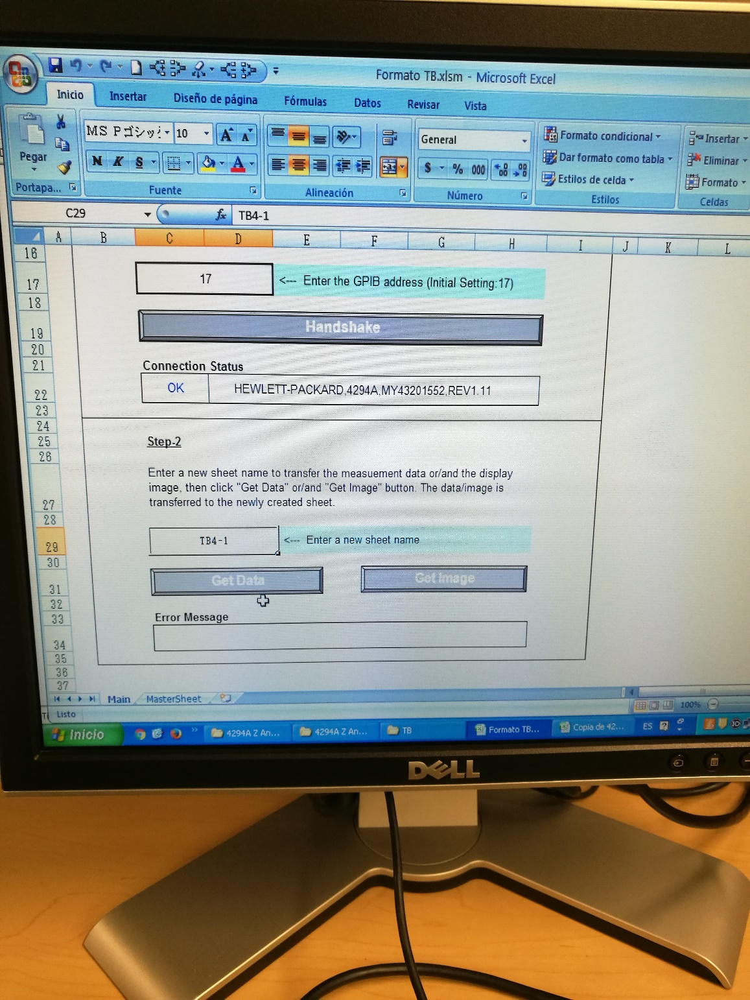 Formato TB.xlsm - Microsoft Excel
Inicio Insertar Diseño de página Fórmulas Datos Revisar Vista
MS Pゴシッ 10 A A General Formato condicional Insertar
Pegar N K S A $ % 000 Dar formato como tabla Eliminar
Estilos de celda Formato
Portapa... Fuente Alineación Número Estilos Celdas
C29 fx TB4-1
A B C D E F G H I J K L
16
17 17 <--- Enter the GPIB address (Initial Setting:17)
18
19 Handshake
20
21 Connection Status
22 OK HEWLETT-PACKARD,4294A,MY43201552,REV1.11
23
24
25 Step-2
26
Enter a new sheet name to transfer the measuement data or/and the display
image, then click "Get Data" or/and "Get Image" button. The data/image is
27 transferred to the newly created sheet.
28
29 TB4-1 <--- Enter a new sheet name
30
31 Get Data Get Image
32
33 Error Message
34
35
36
37
Main MasterSheet
Listo 100%
Inicio 4294A Z An... 4294A Z An... TB Formato TB... Copia de 42... ES
DELL